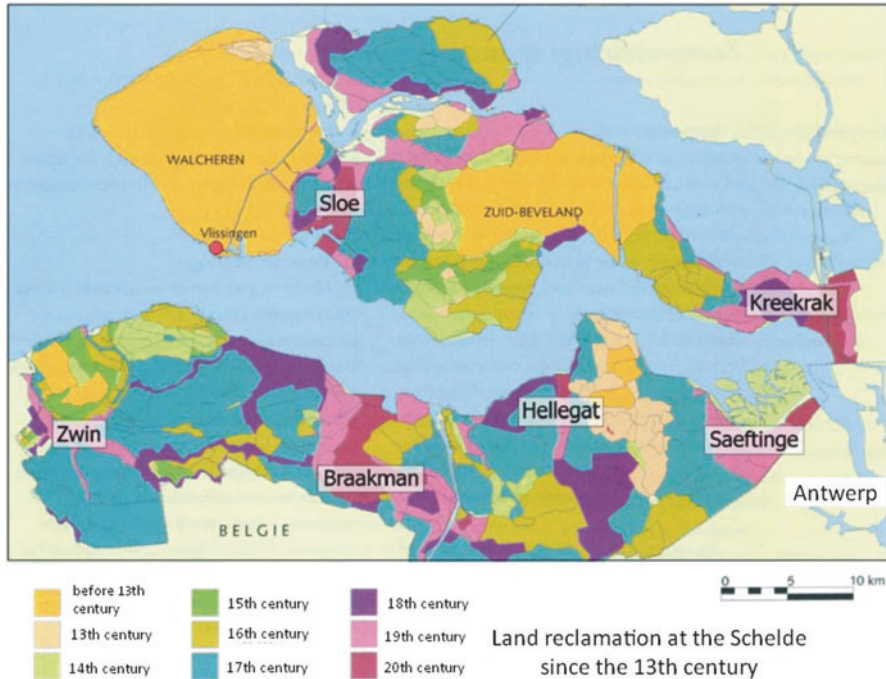 WALCHEREN
Vlissingen
Sloe
ZUID-BEVELAND
Kreekrak
Zwin
Braakman
Hellegat
Saeftinge
Antwerp
BELGIE
before 13th
century
13th century
14th century
15th century
16th century
17th century
18th century
19th century
20th century
0 5 10 km
Land reclamation at the Schelde
since the 13th century